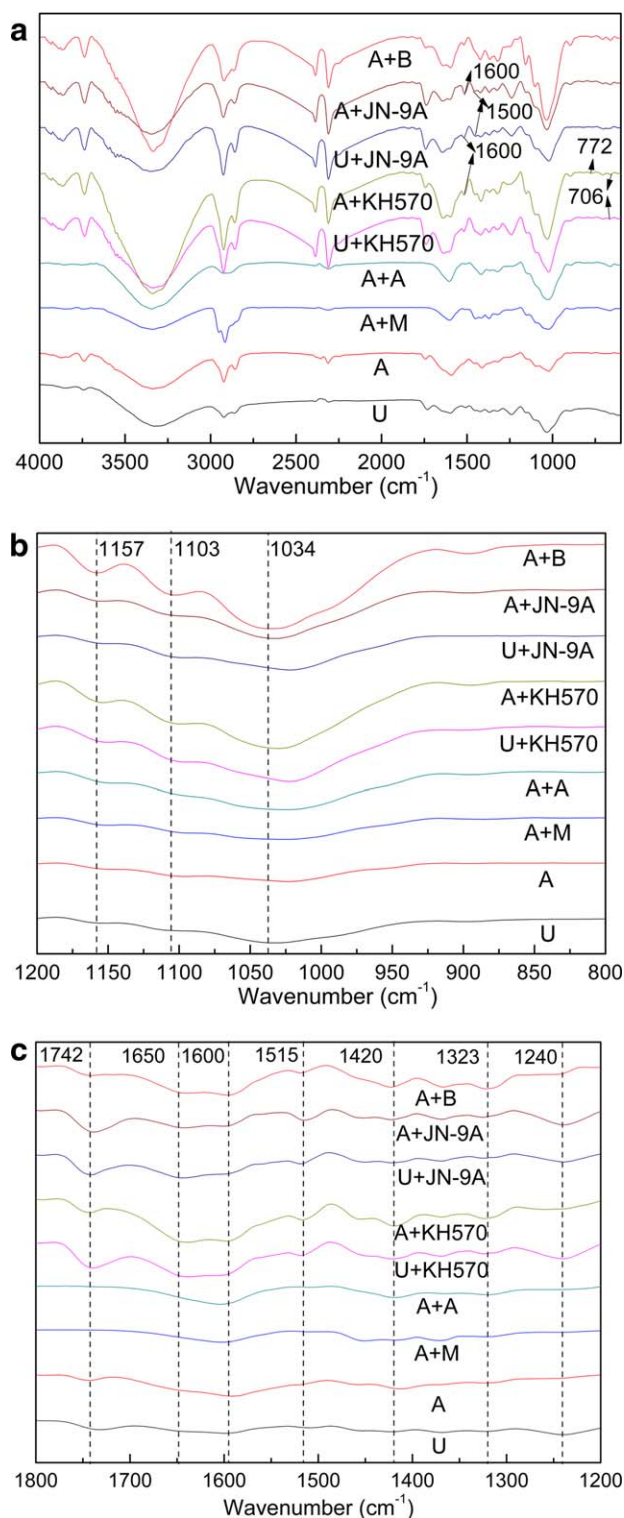 a
A+B
1600
A+JN-9A
1500
U+JN-9A
1600
772
A+KH570
706
U+KH570
A+A
A+M
A
U
4000 3500 3000 2500 2000 1500 1000
Wavenumber (cm-1)
b
1157 1103 1034
A+B
A+JN-9A
U+JN-9A
A+KH570
U+KH570
A+A
A+M
A
U
1200 1150 1100 1050 1000 950 900 850 800
Wavenumber (cm-1)
c
1742 1650 1600 1515 1420 1323 1240
A+B
A+JN-9A
U+JN-9A
A+KH570
U+KH570
A+A
A+M
A
U
1800 1700 1600 1500 1400 1300 1200
Wavenumber (cm-1)